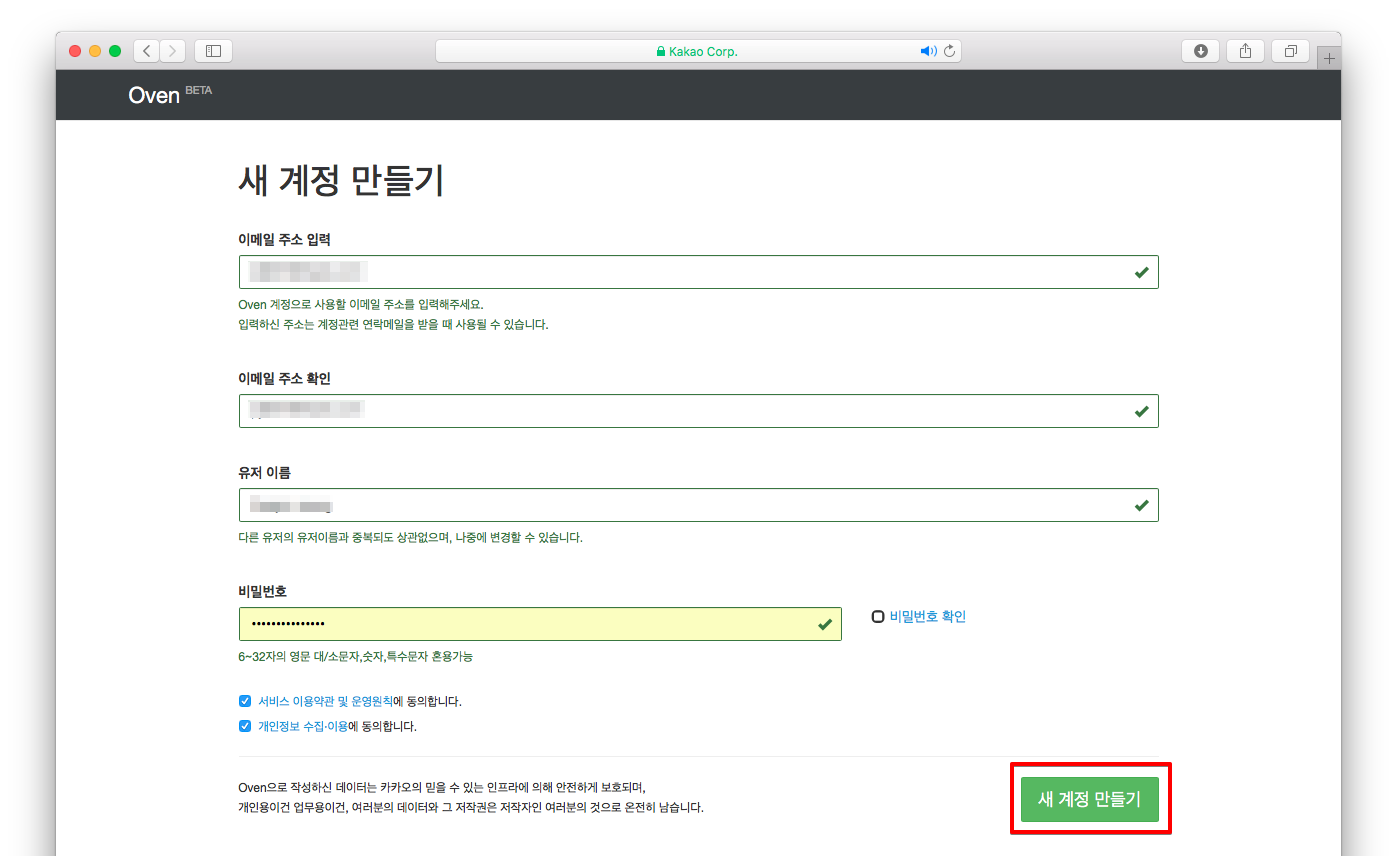 Kakao Corp.
Oven BETA
새 계정 만들기
이메일 주소 입력
Oven 계정으로 사용할 이메일 주소를 입력해주세요.
입력하신 주소는 계정관련 연락메일을 받을 때 사용될 수 있습니다.
이메일 주소 확인
유저 이름
다른 유저의 유저이름과 중복되도 상관없으며, 나중에 변경할 수 있습니다.
비밀번호
비밀번호 확인
6~32자의 영문 대/소문자,숫자,특수문자 혼용가능
서비스 이용약관 및 운영원칙에 동의합니다.
개인정보 수집·이용에 동의합니다.
Oven으로 작성하신 데이터는 카카오의 믿을 수 있는 인프라에 의해 안전하게 보호되며,
개인용이건 업무용이건, 여러분의 데이터와 그 저작권은 저작자인 여러분의 것으로 온전히 남습니다.
새 계정 만들기